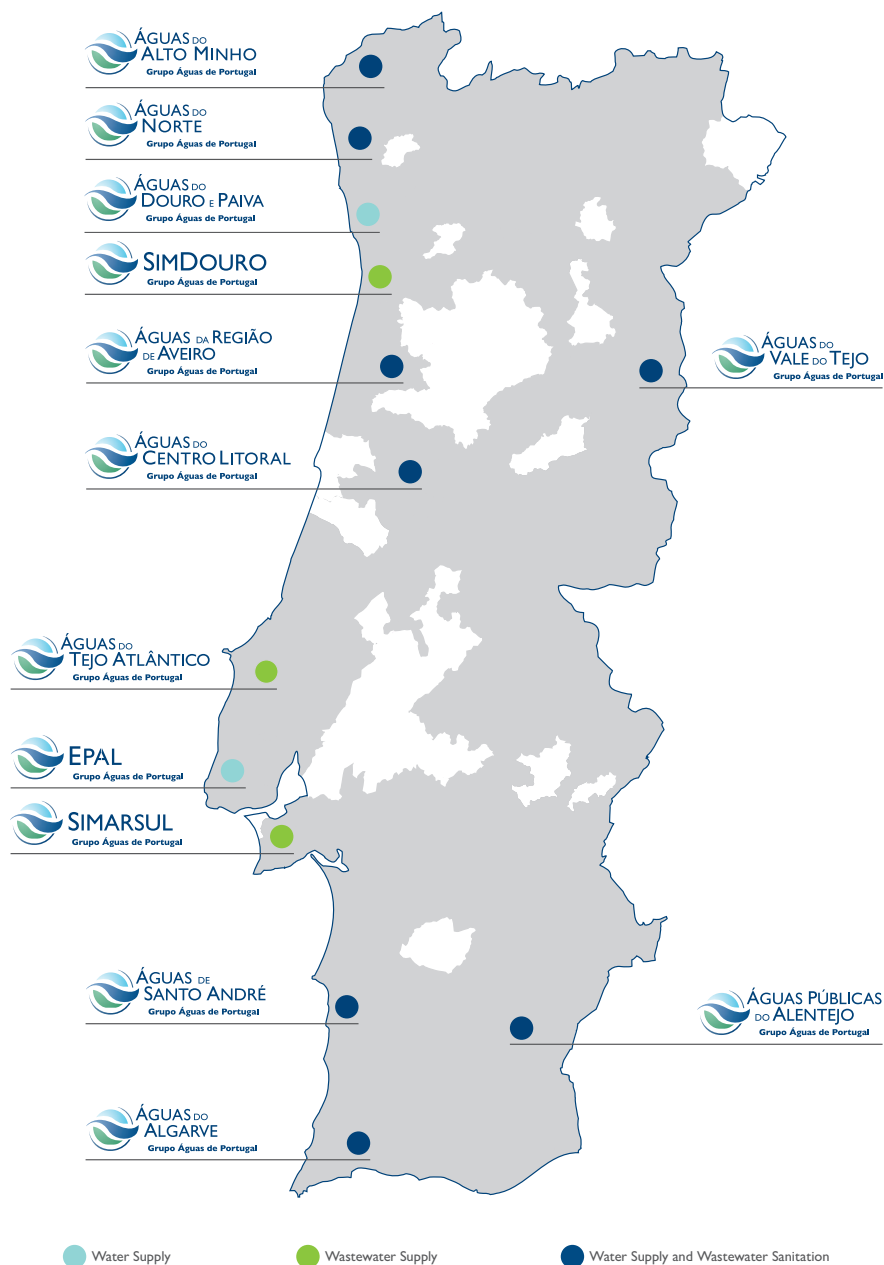 ÁGUAS DO
ALTO MINHO
Grupo Águas de Portugal
ÁGUAS DO
NORTE
Grupo Águas de Portugal
ÁGUAS DO
DOURO E PAIVA
Grupo Águas de Portugal
SIMDOURO
Grupo Águas de Portugal
ÁGUAS DA REGIÃO
DE AVEIRO
Grupo Águas de Portugal
ÁGUAS DO
VALE DO TEJO
Grupo Águas de Portugal
ÁGUAS DO
CENTRO LITORAL
Grupo Águas de Portugal
ÁGUAS DO
TEJO ATLÂNTICO
Grupo Águas de Portugal
EPAL
Grupo Águas de Portugal
SIMARSUL
Grupo Águas de Portugal
ÁGUAS DE
SANTO ANDRÉ
Grupo Águas de Portugal
ÁGUAS PÚBLICAS
DO ALENTEJO
Grupo Águas de Portugal
ÁGUAS DO
ALGARVE
Grupo Águas de Portugal
Water Supply
Wastewater Supply
Water Supply and Wastewater Sanitation